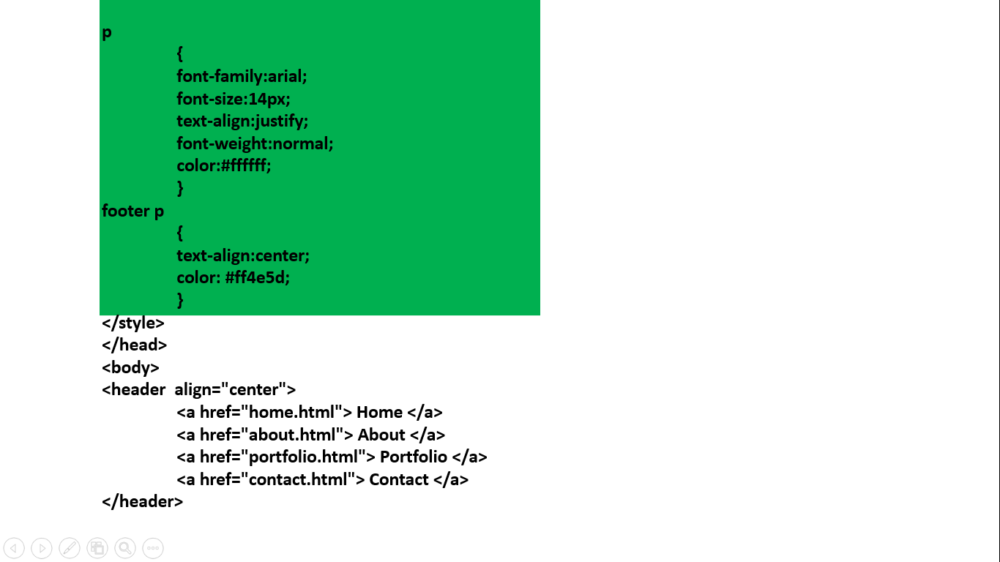 p
{
font-family:arial;
font-size:14px;
text-align:justify;
font-weight:normal;
color:#ffffff;
}
footer p
{
text-align:center;
color: #ff4e5d;
}
</style>
</head>
<body>
<header  align="center">
<a href="home.html"> Home </a>
<a href="about.html"> About </a>
<a href="portfolio.html"> Portfolio </a>
<a href="contact.html"> Contact </a>
</header>